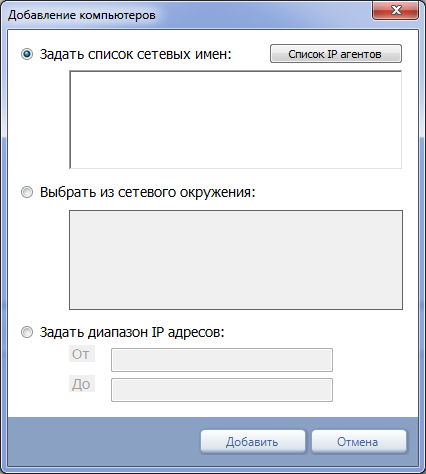 Добавление компьютеров
Задать список сетевых имен:
Список IP агентов
Выбрать из сетевого окружения:
Задать диапазон IP адресов:
От
До
Добавить
Отмена